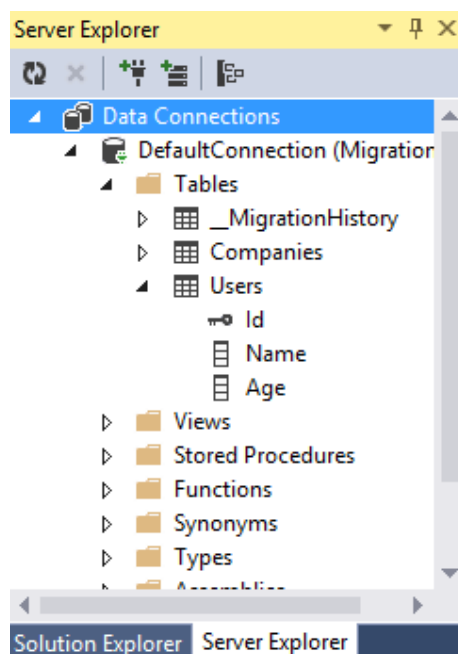 Server Explorer
Data Connections
DefaultConnection (Migration
Tables
__MigrationHistory
Companies
Users
Id
Name
Age
Views
Stored Procedures
Functions
Synonyms
Types
Assemblies
Solution Explorer Server Explorer